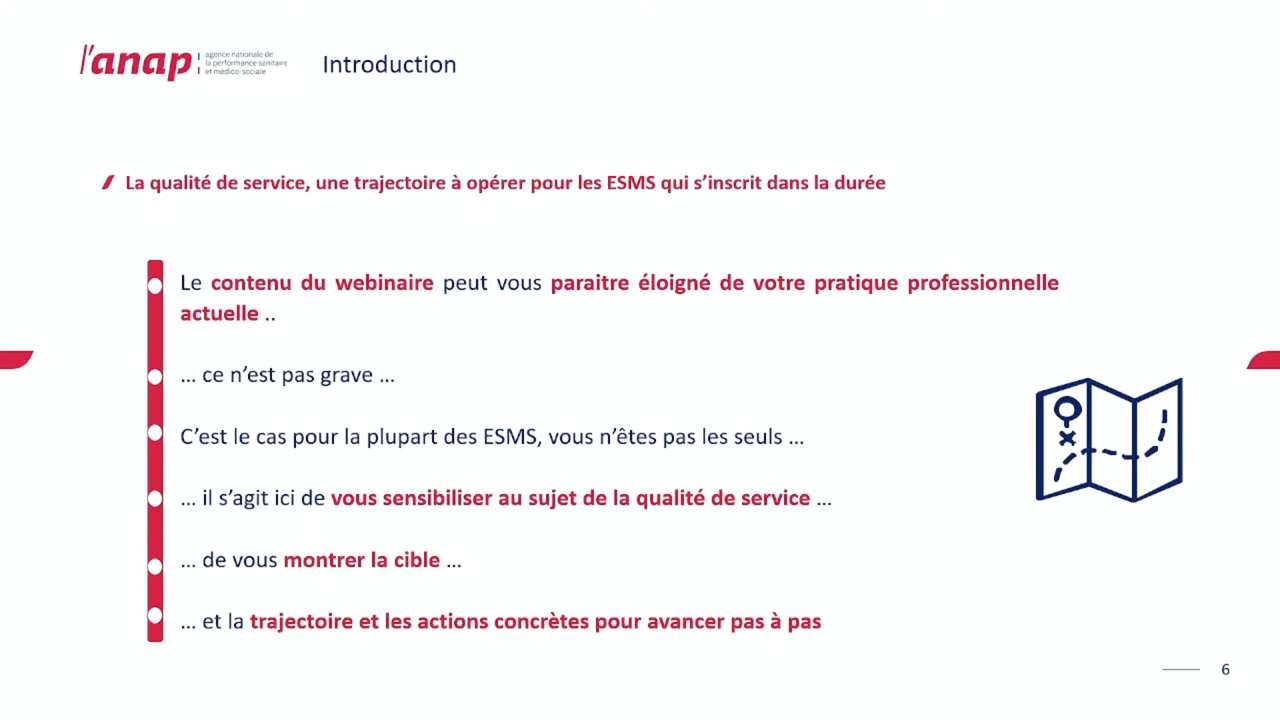 l'anap
agence nationale de
la performance sanitaire
et médico-sociale
Introduction
La qualité de service, une trajectoire à opérer pour les ESMS qui s’inscrit dans la durée
Le contenu du webinaire peut vous paraitre éloigné de votre pratique professionnelle
actuelle ..
... ce n’est pas grave ...
C’est le cas pour la plupart des ESMS, vous n’êtes pas les seuls ...
... il s’agit ici de vous sensibiliser au sujet de la qualité de service ...
... de vous montrer la cible ...
... et la trajectoire et les actions concrètes pour avancer pas à pas
6